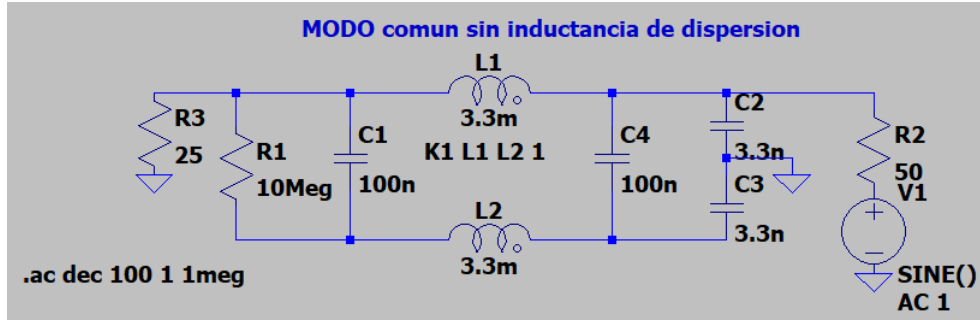 MODO comun sin inductancia de dispersion
L1
3.3m
K1 L1 L2 1
R3
25
R1
10Meg
C1
100n
C4
100n
C2
3.3n
C3
3.3n
R2
50
V1
L2
3.3m
SINE()
AC 1
.ac dec 100 1 1meg